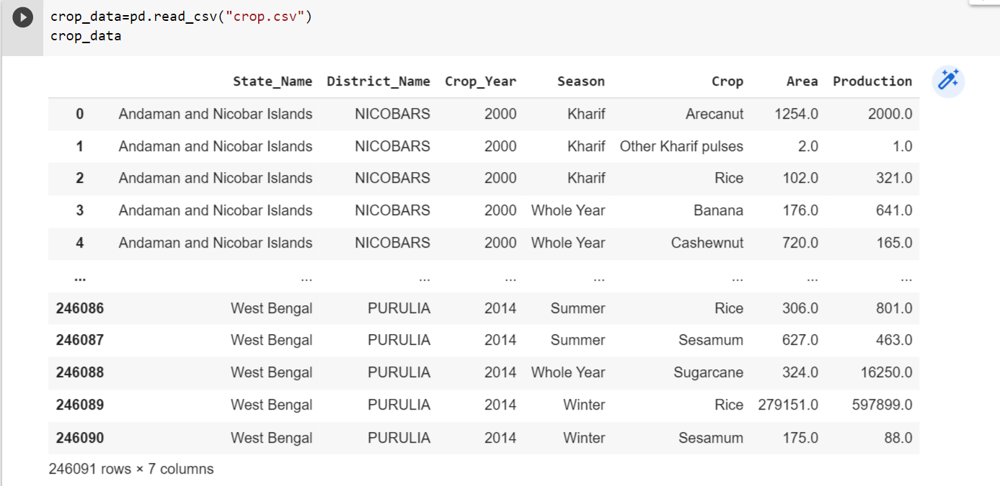 crop_data=pd.read_csv("crop.csv")
crop_data
State_Name District_Name Crop_Year Season Crop Area Production
0 Andaman and Nicobar Islands NICOBARS 2000 Kharif Arecanut 1254.0 2000.0
1 Andaman and Nicobar Islands NICOBARS 2000 Kharif Other Kharif pulses 2.0 1.0
2 Andaman and Nicobar Islands NICOBARS 2000 Kharif Rice 102.0 321.0
3 Andaman and Nicobar Islands NICOBARS 2000 Whole Year Banana 176.0 641.0
4 Andaman and Nicobar Islands NICOBARS 2000 Whole Year Cashewnut 720.0 165.0
... ... ... ... ... ... ... ...
246086 West Bengal PURULIA 2014 Summer Rice 306.0 801.0
246087 West Bengal PURULIA 2014 Summer Sesamum 627.0 463.0
246088 West Bengal PURULIA 2014 Whole Year Sugarcane 324.0 16250.0
246089 West Bengal PURULIA 2014 Winter Rice 279151.0 597899.0
246090 West Bengal PURULIA 2014 Winter Sesamum 175.0 88.0
246091 rows × 7 columns